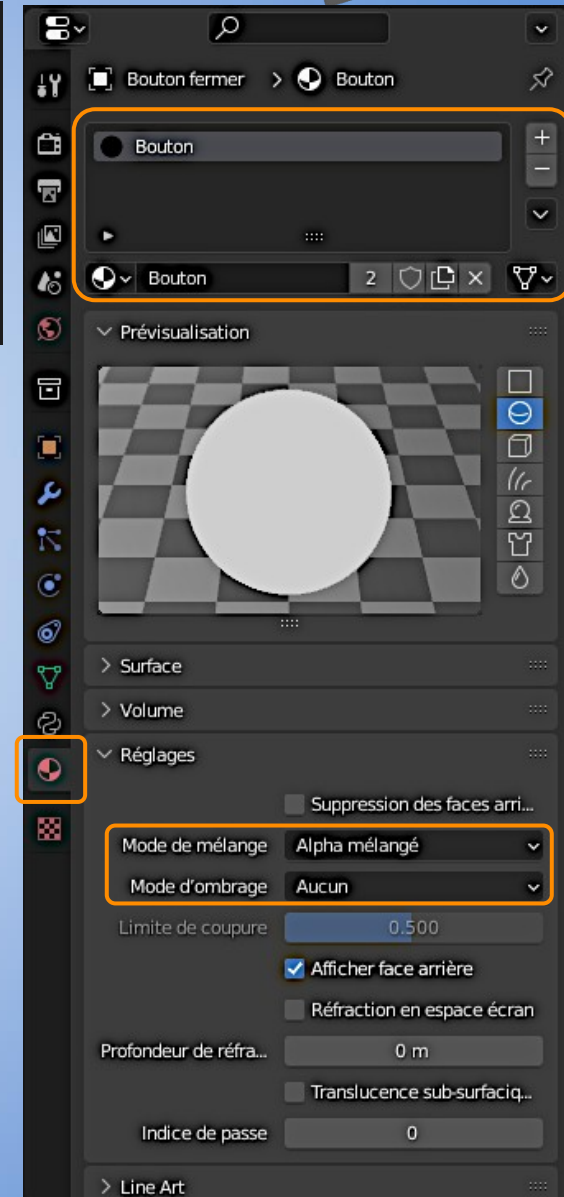 Bouton fermer > Bouton
Bouton
Bouton 2
Prévisualisation
Surface
Volume
Réglages
Suppression des faces arri...
Mode de mélange Alpha mélangé
Mode d'ombrage Aucun
Limite de coupure 0.500
Afficher face arrière
Réfraction en espace écran
Profondeur de réfra... 0 m
Translucence sub-surfaciq...
Indice de passe 0
Line Art